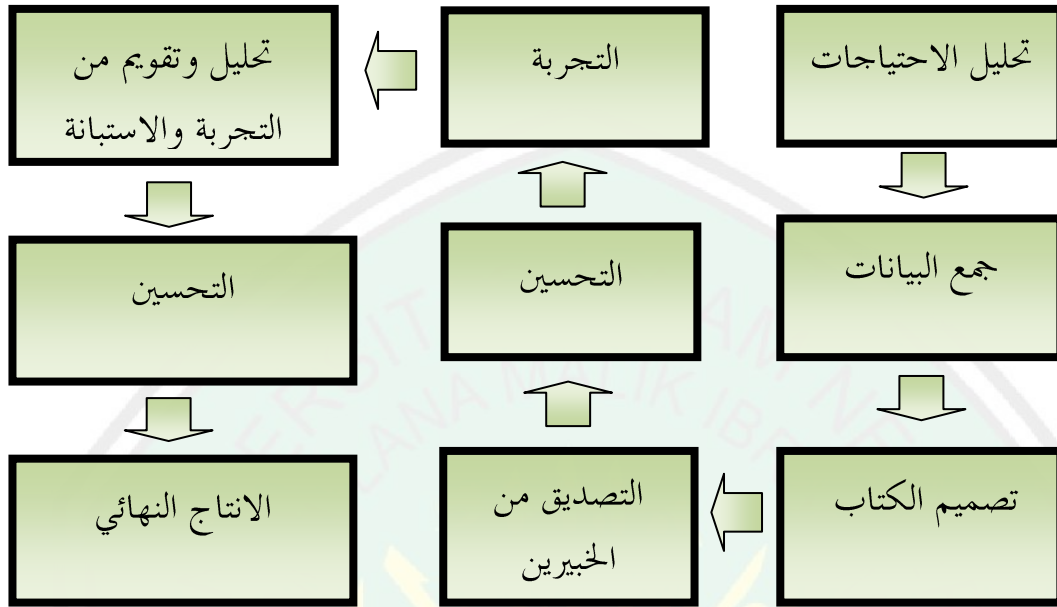 تحليل الاحتياجات
جمع البيانات
تصميم الكتاب
التصديق من
الخبيرين
التحسين
التجربة
تحليل وتقويم من
التجربة والاستبانة
التحسين
الانتاج النهائي